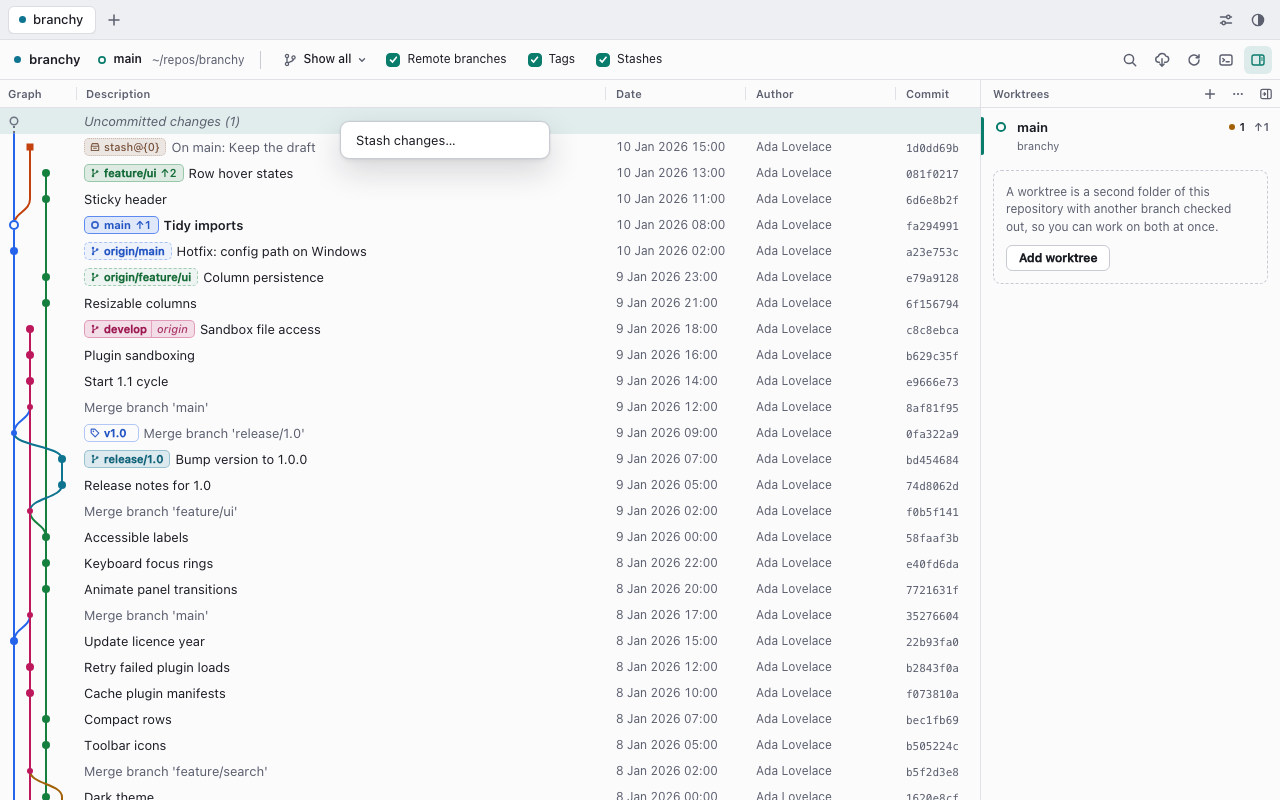 branchy
branchy main ~/repos/branchy Show all Remote branches Tags Stashes
Graph Description Date Author Commit Worktrees
Uncommitted changes (1)
Stash changes…
stash@{0} On main: Keep the draft 10 Jan 2026 15:00 Ada Lovelace 1d0dd69b
feature/ui ↑2 Row hover states 10 Jan 2026 13:00 Ada Lovelace 081f0217
Sticky header 10 Jan 2026 11:00 Ada Lovelace 6d6e8b2f
main ↑1 Tidy imports 10 Jan 2026 08:00 Ada Lovelace fa294991
origin/main Hotfix: config path on Windows 10 Jan 2026 02:00 Ada Lovelace a23e753c
origin/feature/ui Column persistence 9 Jan 2026 23:00 Ada Lovelace e79a9128
Resizable columns 9 Jan 2026 21:00 Ada Lovelace 6f156794
develop origin Sandbox file access 9 Jan 2026 18:00 Ada Lovelace c8c8ebca
Plugin sandboxing 9 Jan 2026 16:00 Ada Lovelace b629c35f
Start 1.1 cycle 9 Jan 2026 14:00 Ada Lovelace e9666e73
Merge branch 'main' 9 Jan 2026 12:00 Ada Lovelace 8af81f95
v1.0 Merge branch 'release/1.0' 9 Jan 2026 09:00 Ada Lovelace 0fa322a9
release/1.0 Bump version to 1.0.0 9 Jan 2026 07:00 Ada Lovelace bd454684
Release notes for 1.0 9 Jan 2026 05:00 Ada Lovelace 74d8062d
Merge branch 'feature/ui' 9 Jan 2026 02:00 Ada Lovelace f0b5f141
Accessible labels 9 Jan 2026 00:00 Ada Lovelace 58faaf3b
Keyboard focus rings 8 Jan 2026 22:00 Ada Lovelace e40fd6da
Animate panel transitions 8 Jan 2026 20:00 Ada Lovelace 7721631f
Merge branch 'main' 8 Jan 2026 17:00 Ada Lovelace 35276604
Update licence year 8 Jan 2026 15:00 Ada Lovelace 22b93fa0
Retry failed plugin loads 8 Jan 2026 12:00 Ada Lovelace b2843f0a
Cache plugin manifests 8 Jan 2026 10:00 Ada Lovelace f073810a
Compact rows 8 Jan 2026 07:00 Ada Lovelace bec1fb69
Toolbar icons 8 Jan 2026 05:00 Ada Lovelace b505224c
Merge branch 'feature/search' 8 Jan 2026 02:00 Ada Lovelace b5f2d3e8
Dark theme 8 Jan 2026 00:00 Ada Lovelace 1620e8cf
main 1 ↑1
branchy
A worktree is a second folder of this
repository with another branch checked
out, so you can work on both at once.
Add worktree